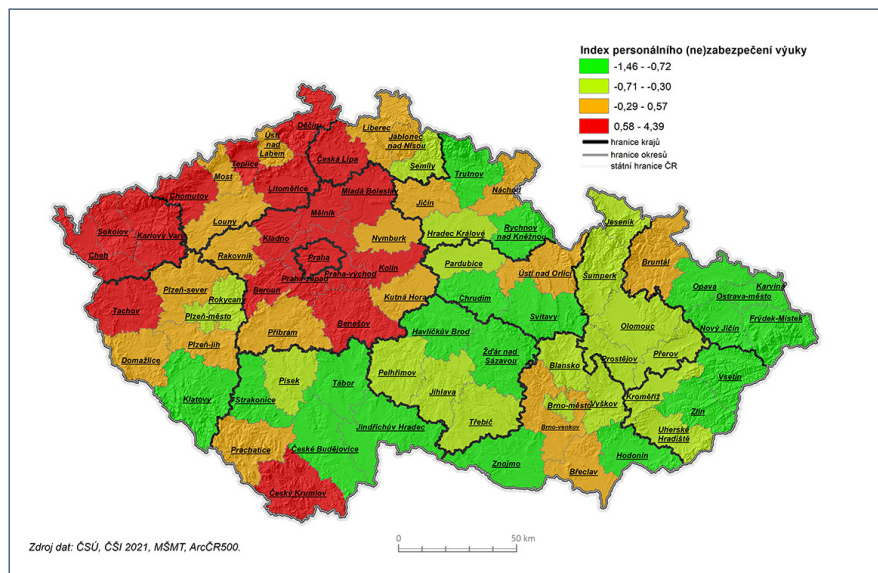 Index personálního (ne)zabezpečení výuky
-1,46 - -0,72
-0,71 - -0,30
-0,29 - 0,57
0,58 - 4,39
hranice krajů
hranice okresů
státní hranice ČR
Děčín
Ústí
nad
Labem
Liberec
Jablonec
nad Nisou
Teplice
Česká Lípa
Semily
Trutnov
Most
Chomutov
Litoměřice
Mladá Boleslav
Náchod
Louny
Mělník
Jičín
Jeseník
Sokolov
Karlovy Vary
Kladno
Nymburk
Hradec Králové
Rychnov
nad Kněžnou
Cheb
Rakovník
Praha
Kolín
Pardubice
Ústí nad Orlicí
Šumperk
Bruntál
Praha-západ
Praha-východ
Plzeň-sever
Beroun
Opava
Karviná
Tachov
Rokycany
Kutná Hora
Chrudim
Ostrava-město
Plzeň-město
Svitavy
Frýdek-Místek
Příbram
Benešov
Havlíčkův Brod
Olomouc
Nový Jičín
Plzeň-jih
Domažlice
Žďár nad
Sázavou
Blansko
Prostějov
Přerov
Pelhřimov
Vsetín
Klatovy
Strakonice
Písek
Tábor
Jihlava
Kroměříž
Brno-město
Vyškov
Zlín
Třebíč
Jindřichův Hradec
Brno-venkov
Uherské
Hradiště
Prachatice
České Budějovice
Hodonín
Znojmo
Břeclav
Český Krumlov
Zdroj dat: ČSÚ, ČŠI 2021, MŠMT, ArcČR500.
0
50 km